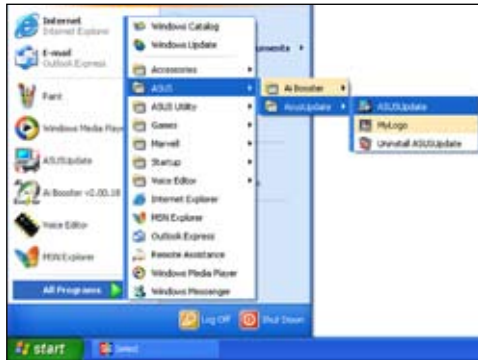 Internet
Internet Explorer
E-mail
Outlook Express
Paint
Windows Media Player
ASUSUpdate
Ai Booster v2.00.18
Voice Editor
MSN Explorer
All Programs
Windows Catalog
Windows Update
Accessories
ASUS
ASUS Utility
Games
Marvell
Startup
Voice Editor
Internet Explorer
MSN Explorer
Outlook Express
Remote Assistance
Windows Media Player
Windows Messenger
Ai Booster
AsusUpdate
ASUSUpdate
MyLogo
Uninstall ASUSUpdate
Log Off
Shut Down
start